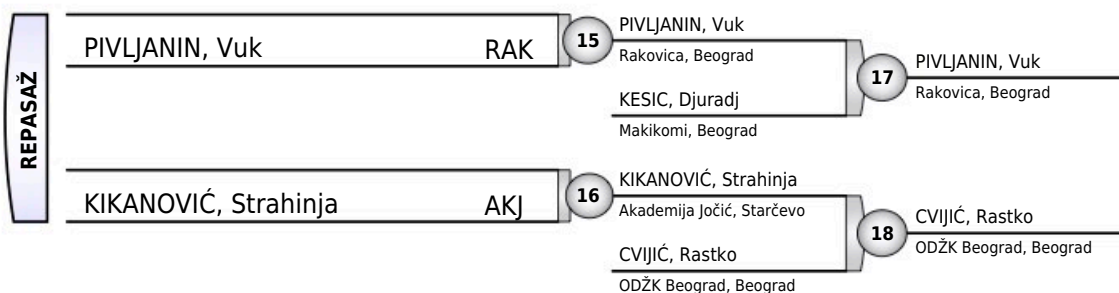 REPASAŽ
PIVLJANIN, Vuk RAK
15
PIVLJANIN, Vuk
Rakovica, Beograd
KESIC, Djuradj
Makikomi, Beograd
17
PIVLJANIN, Vuk
Rakovica, Beograd
KIKANOVIĆ, Strahinja AKJ
16
KIKANOVIĆ, Strahinja
Akademija Jočić, Starčevo
CVIJIĆ, Rastko
ODŽK Beograd, Beograd
18
CVIJIĆ, Rastko
ODŽK Beograd, Beograd